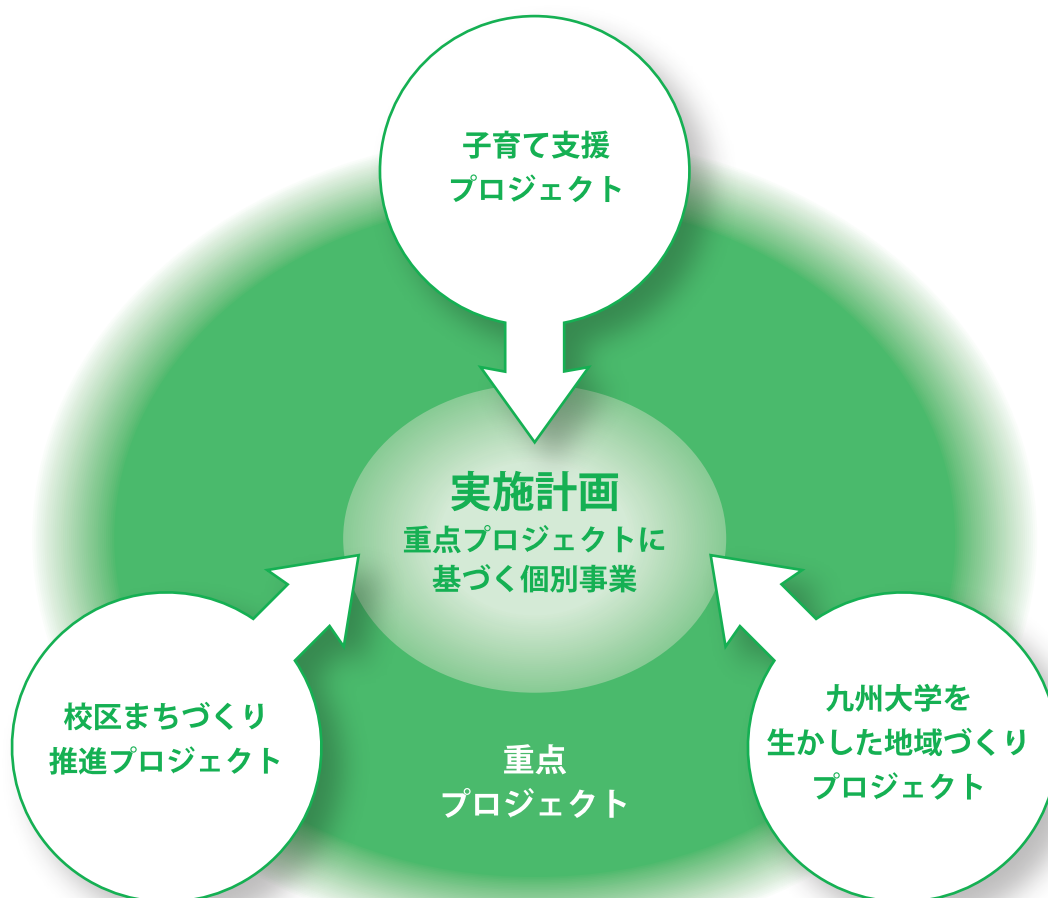 子育て支援
プロジェクト
実施計画
重点プロジェクトに
基づく個別事業
校区まちづくり
推進プロジェクト
九州大学を
生かした地域づくり
プロジェクト
重点
プロジェクト